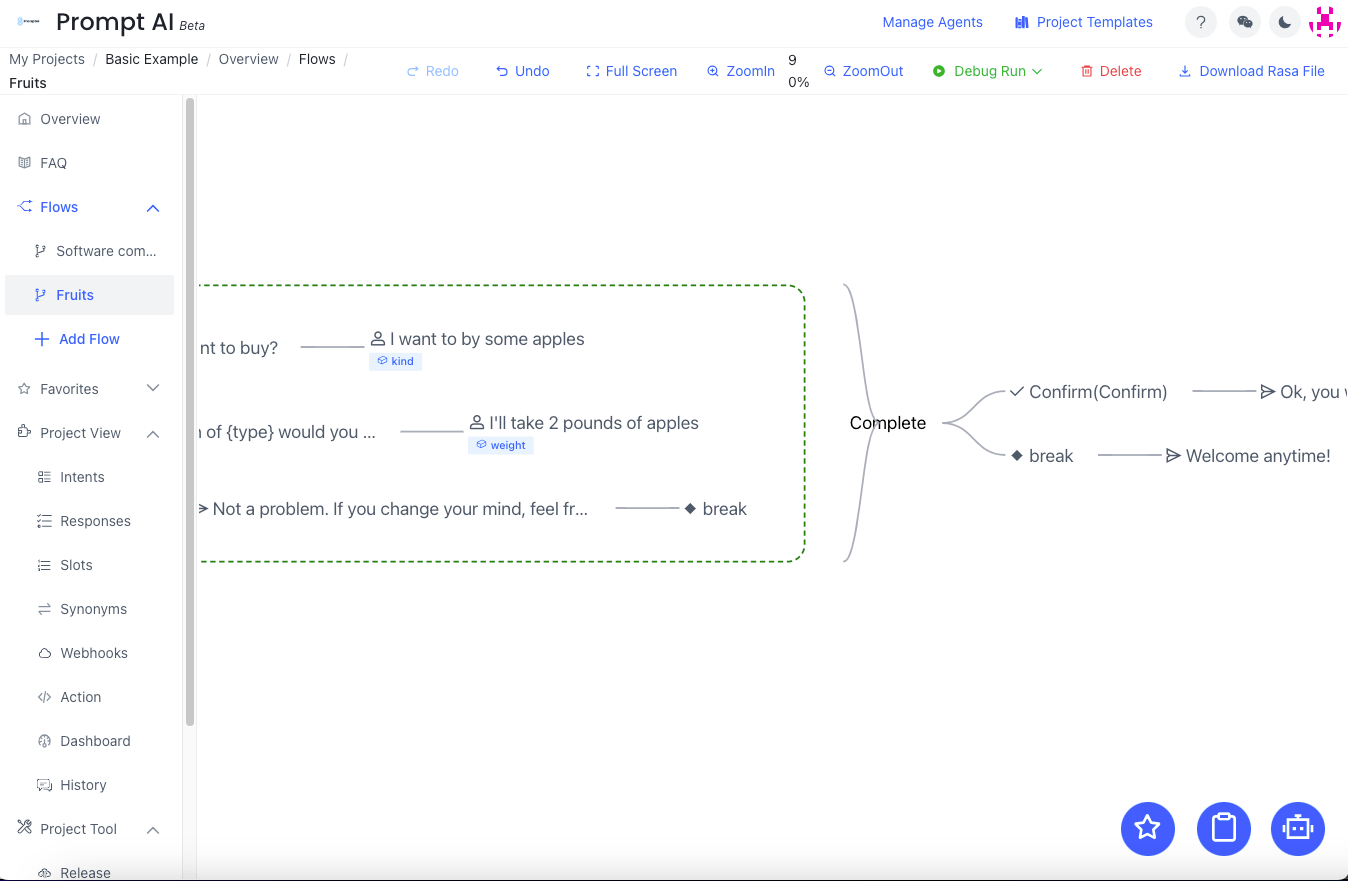 Prompt AI Beta
Manage Agents
Project Templates
?
My Projects / Basic Example / Overview / Flows /
Fruits
Redo
Undo
Full Screen
ZoomIn
9
0%
ZoomOut
Debug Run
Delete
Download Rasa File
Overview
FAQ
Flows
Software com...
Fruits
Add Flow
Favorites
Project View
Intents
Responses
Slots
Synonyms
Webhooks
Action
Dashboard
History
Project Tool
Release
nt to buy?
I want to by some apples
kind
of {type} would you ...
I'll take 2 pounds of apples
weight
Not a problem. If you change your mind, feel fr...
break
Complete
Confirm(Confirm)
Ok, you
break
Welcome anytime!